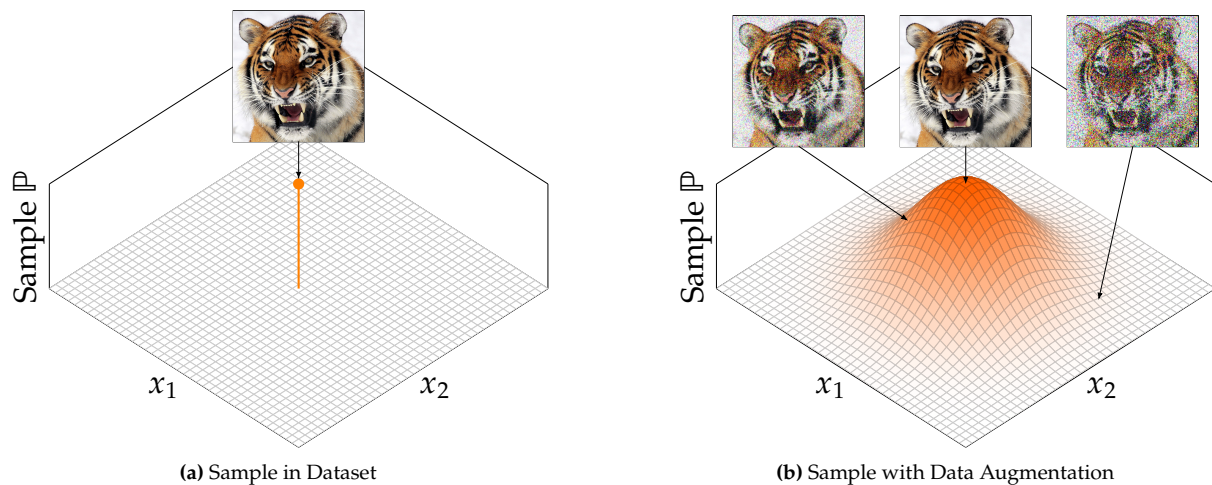 Sample ℙ
x₁
x₂
(a) Sample in Dataset
Sample ℙ
x₁
x₂
(b) Sample with Data Augmentation